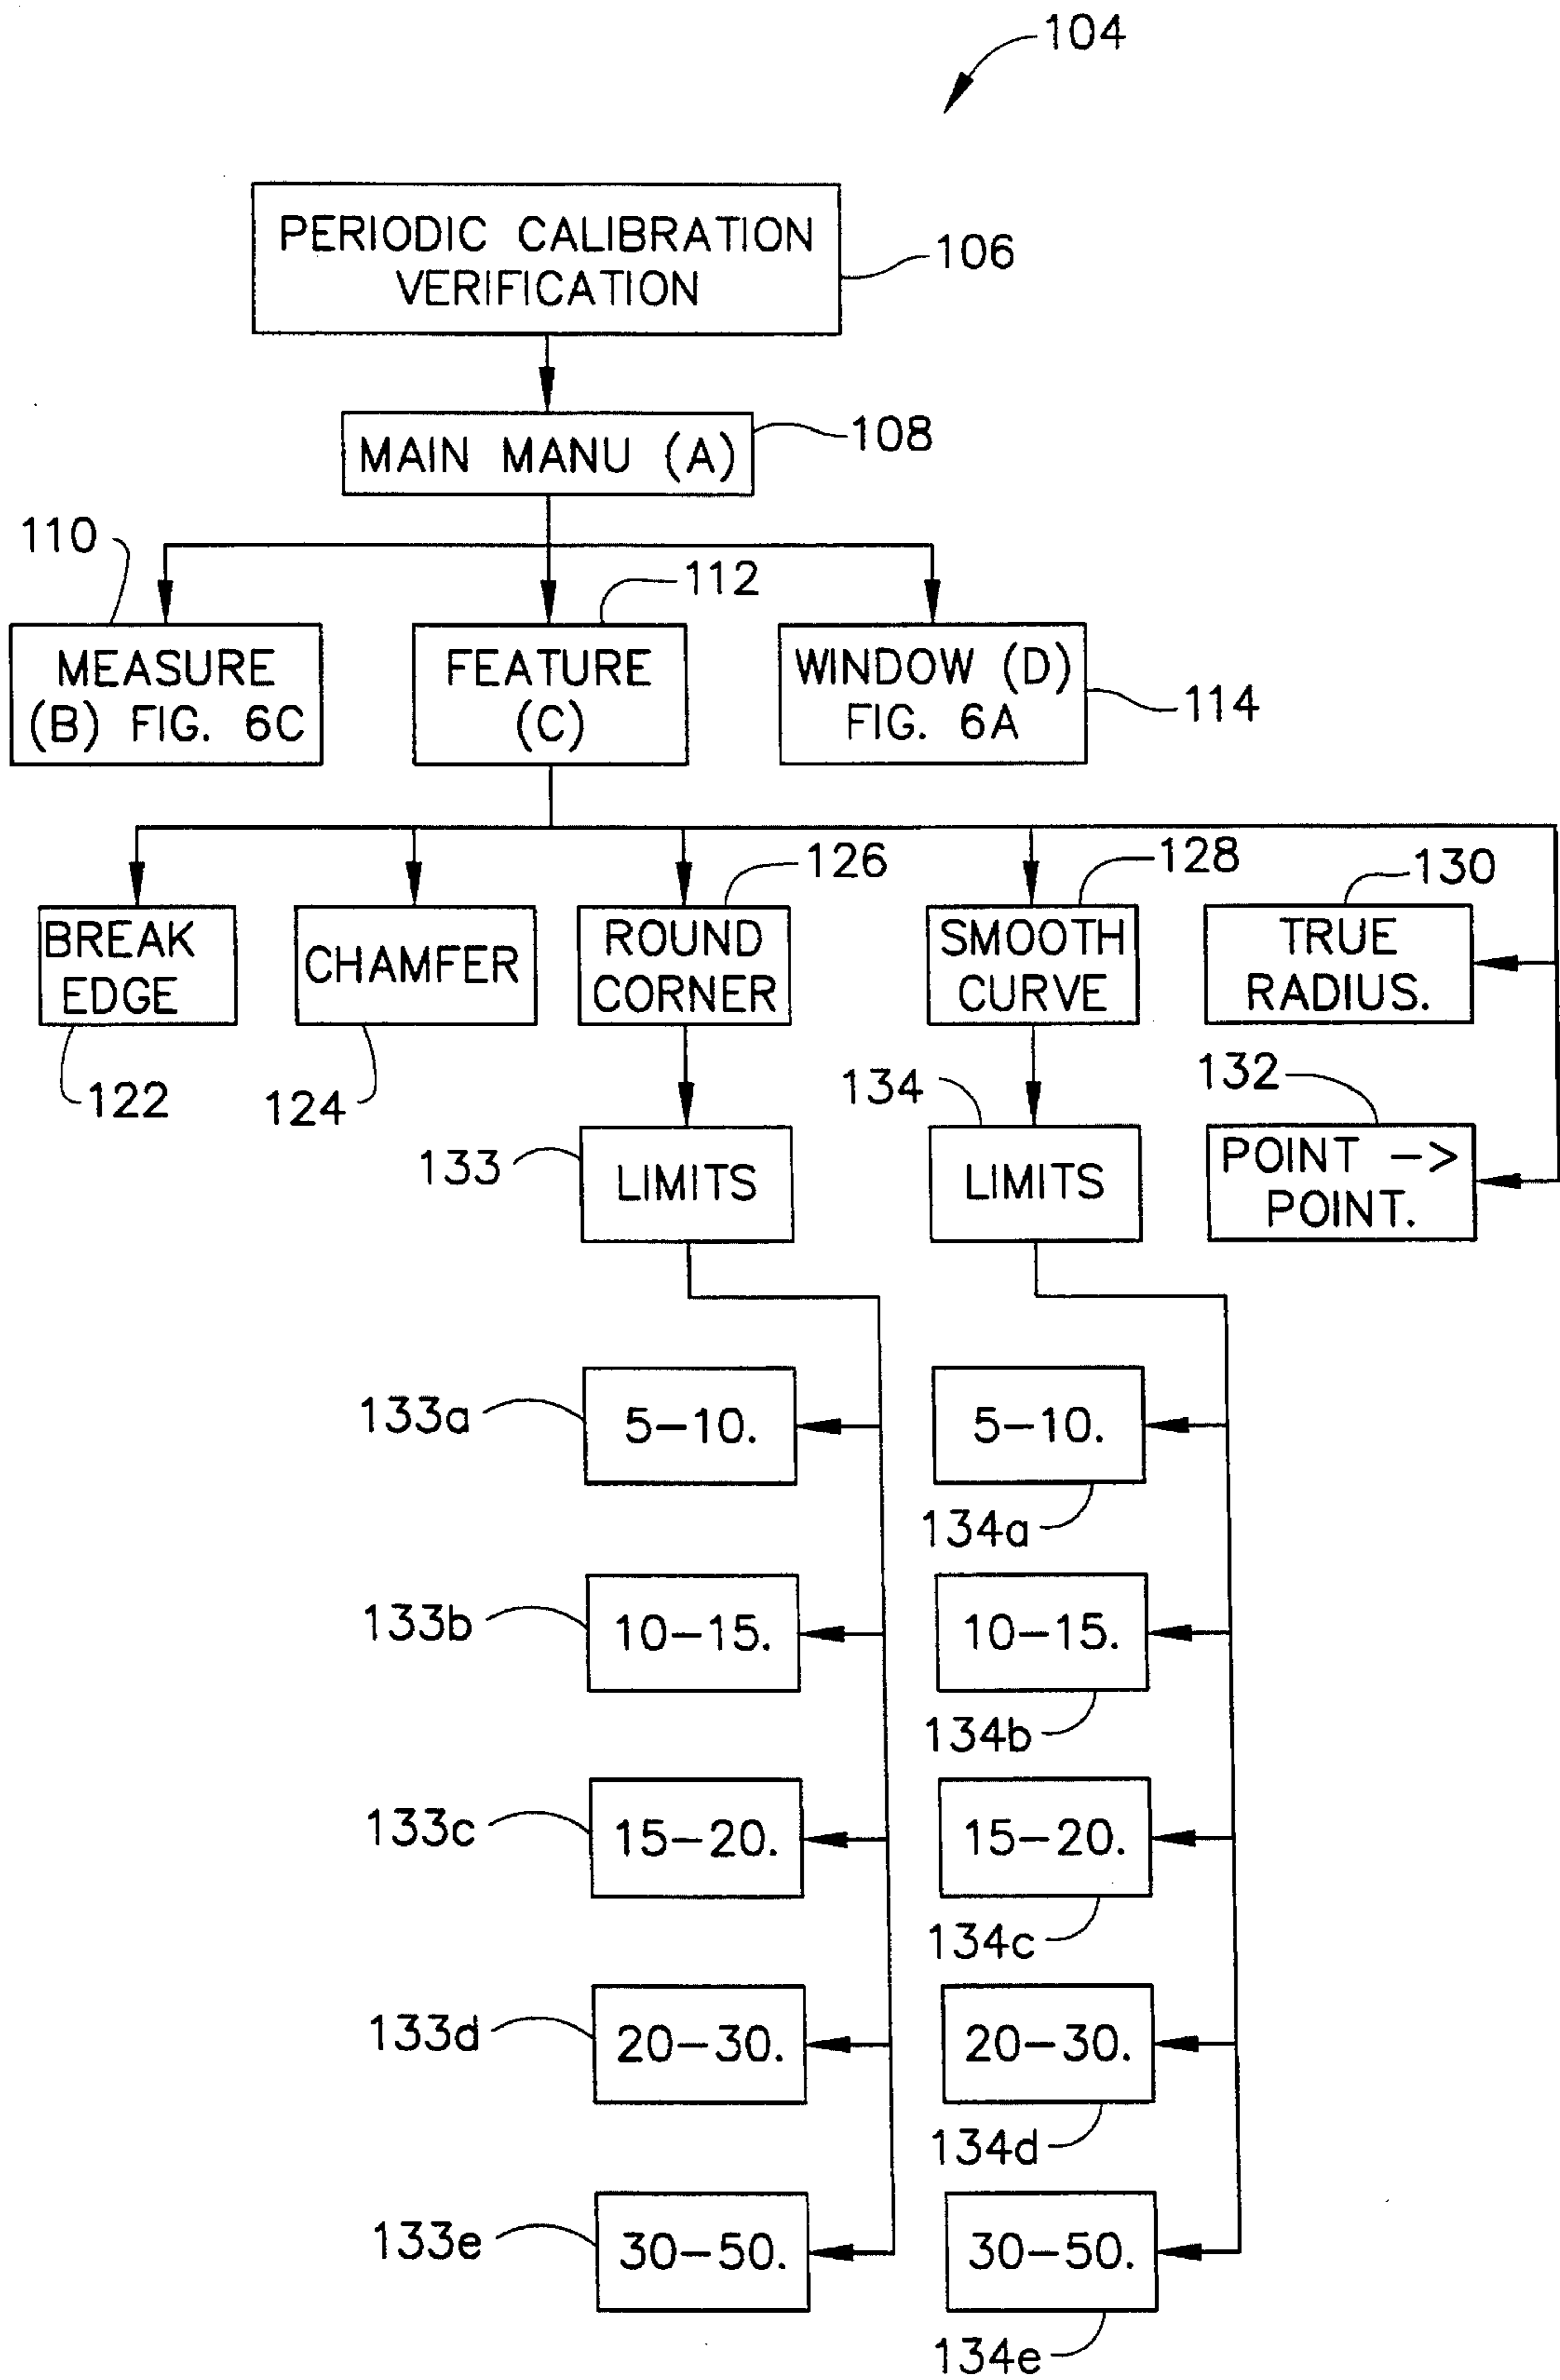 104
PERIODIC CALIBRATION
VERIFICATION
106
MAIN MANU (A)
108
110
112
MEASURE
(B) FIG. 6C
FEATURE
(C)
WINDOW (D)
FIG. 6A
114
126
128
130
BREAK
EDGE
CHAMFER
ROUND
CORNER
SMOOTH
CURVE
TRUE
RADIUS.
122
124
134
132
133
LIMITS
LIMITS
POINT ->
POINT.
133a
5-10.
5-10.
134a
133b
10-15.
10-15.
134b
133c
15-20.
15-20.
134c
133d
20-30.
20-30.
134d
133e
30-50.
30-50.
134e